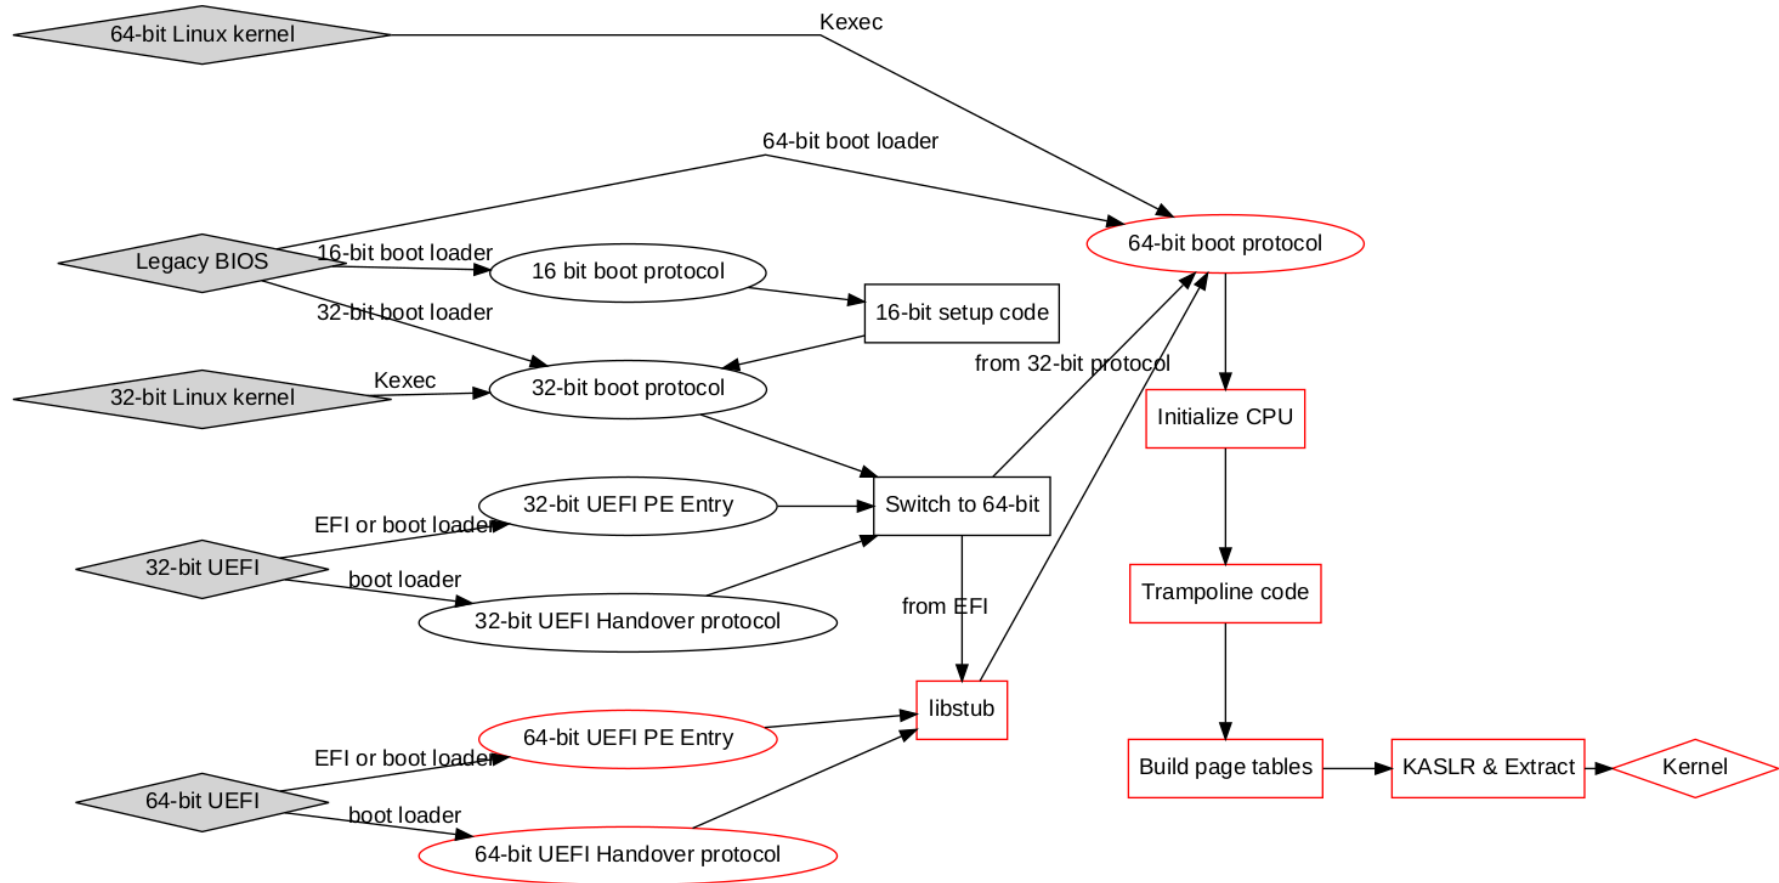 64-bit Linux kernel
Kexec
64-bit boot loader
64-bit boot protocol
Legacy BIOS
16-bit boot loader
16 bit boot protocol
16-bit setup code
32-bit boot loader
from 32-bit protocol
Kexec
32-bit Linux kernel
32-bit boot protocol
Initialize CPU
32-bit UEFI PE Entry
Switch to 64-bit
EFI or boot loader
32-bit UEFI
boot loader
Trampoline code
from EFI
32-bit UEFI Handover protocol
libstub
64-bit UEFI PE Entry
EFI or boot loader
Build page tables
KASLR & Extract
Kernel
64-bit UEFI
boot loader
64-bit UEFI Handover protocol